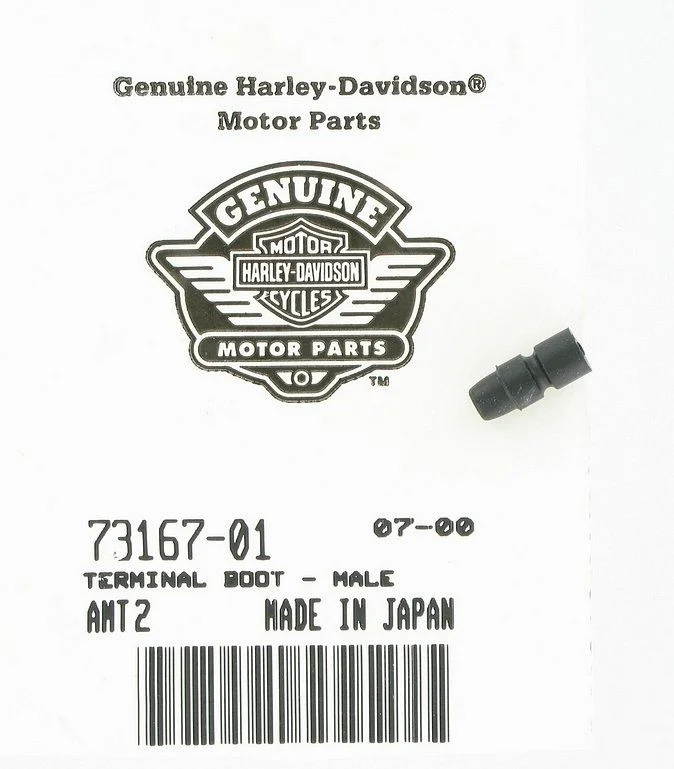 Genuine Harley-Davidson®
Motor Parts
GENUINE
MOTOR
HARLEY-DAVIDSON
CYCLES
MOTOR PARTS
TM
73167-01 07-00
TERMINAL BOOT - MALE
AMT2 MADE IN JAPAN